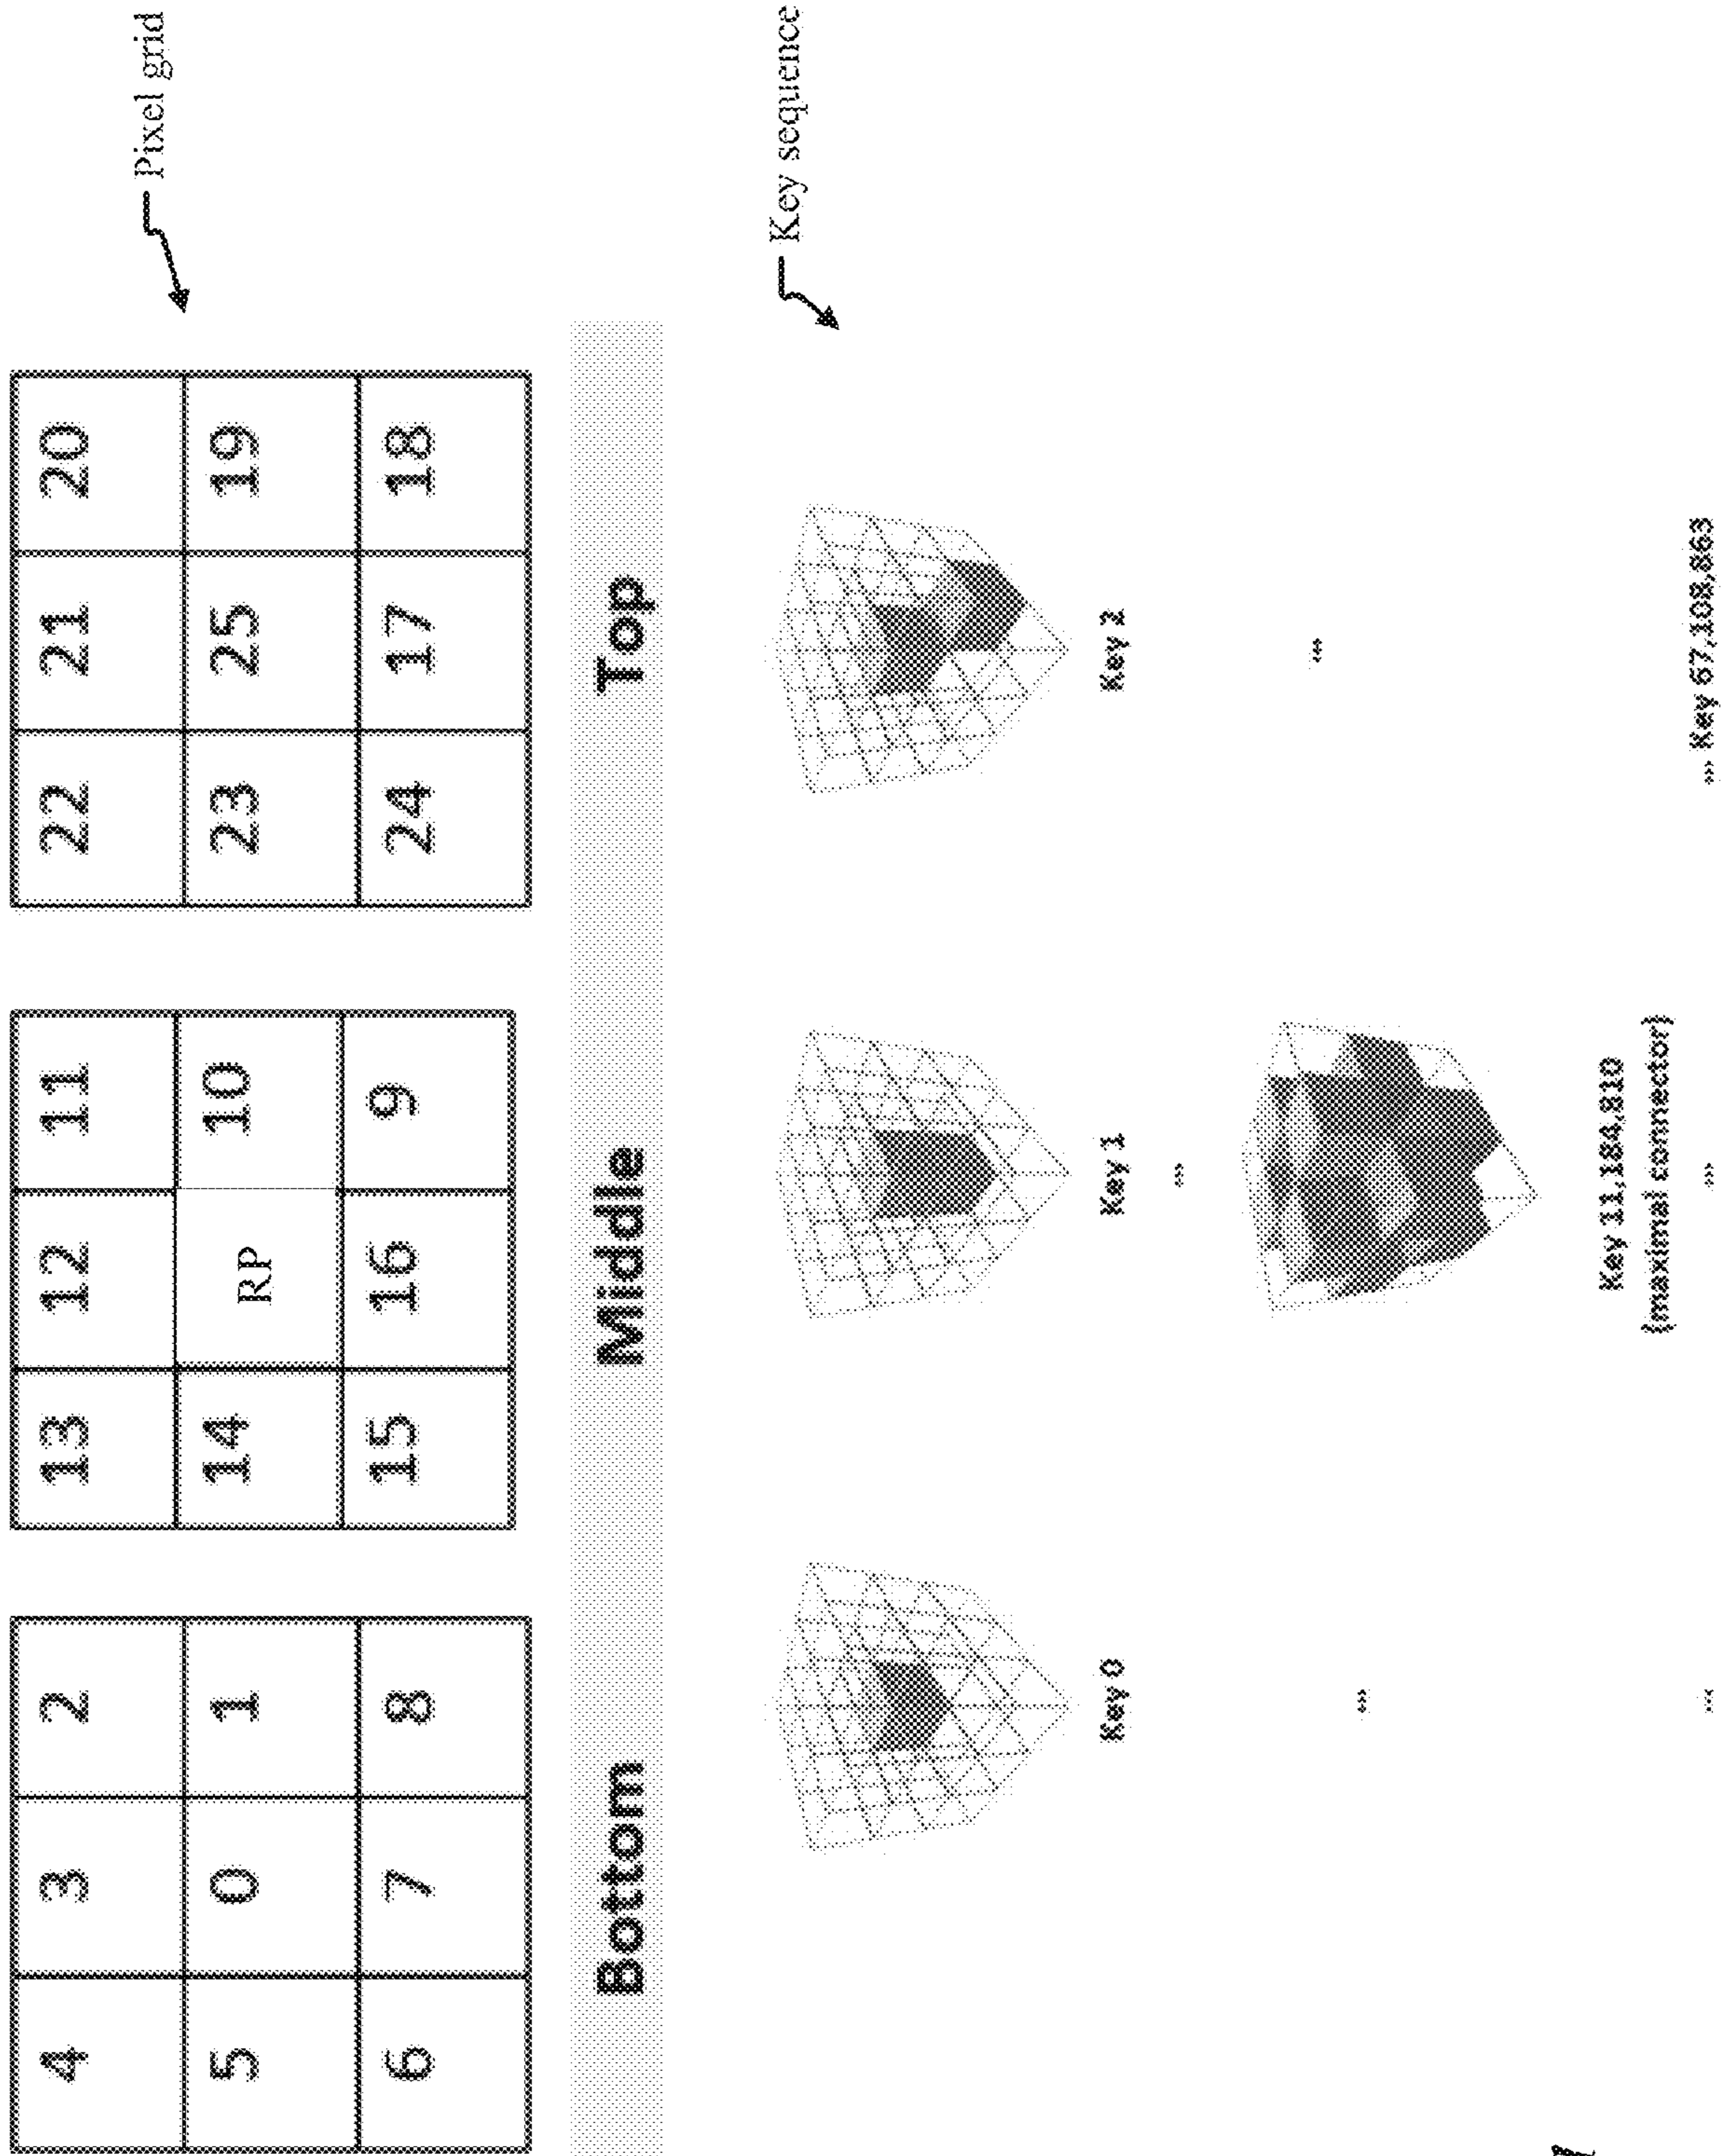 4 3 2 13 12 11 22 21 20
Pixel grid
5 0 1 14 RP 10 23 25 19
6 7 8 15 16 9 24 17 18
Bottom Middle Top
Key sequence
Key 0 Key 1 Key 2
...
... ...
Key 11,184,810
{maximal connector}
... ... ... Key 67,108,863